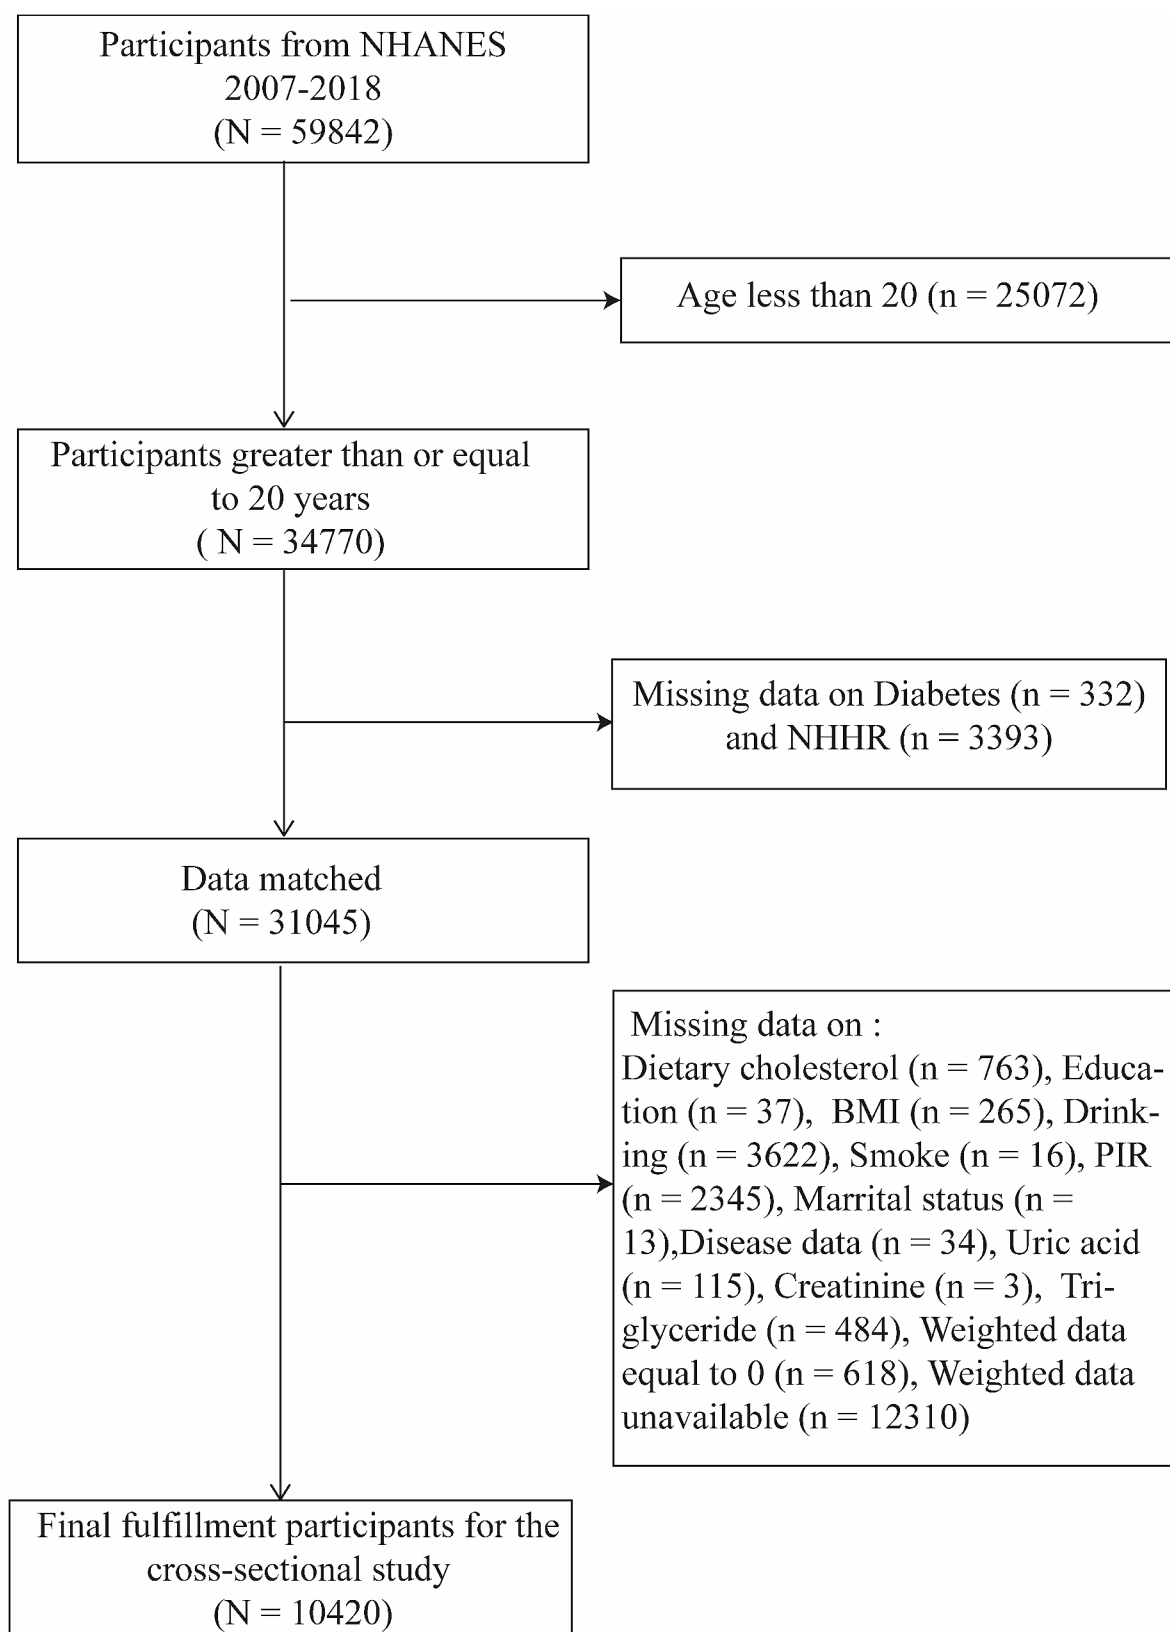 Participants from NHANES
2007-2018
(N = 59842)
Age less than 20 (n = 25072)
Participants greater than or equal
to 20 years
( N = 34770)
Missing data on Diabetes (n = 332)
and NHHR (n = 3393)
Data matched
(N = 31045)
Missing data on :
Dietary cholesterol (n = 763), Educa-
tion (n = 37), BMI (n = 265), Drink-
ing (n = 3622), Smoke (n = 16), PIR
(n = 2345), Marrital status (n =
13),Disease data (n = 34), Uric acid
(n = 115), Creatinine (n = 3), Tri-
glyceride (n = 484), Weighted data
equal to 0 (n = 618), Weighted data
unavailable (n = 12310)
Final fulfillment participants for the
cross-sectional study
(N = 10420)